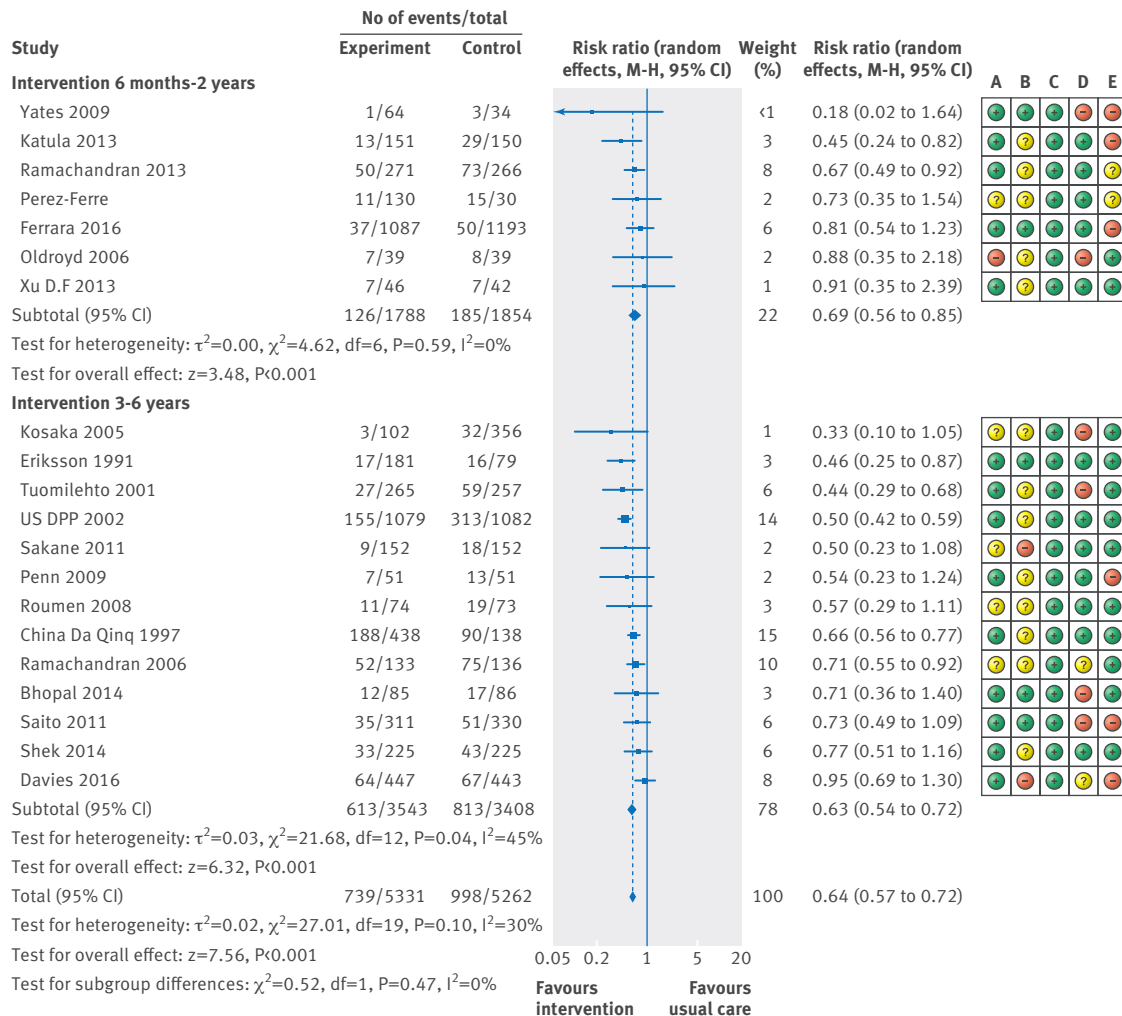 No of events/total
Study Experiment Control Risk ratio (random effects, M-H, 95% CI) Weight (%) Risk ratio (random effects, M-H, 95% CI) A B C D E
Intervention 6 months-2 years
Yates 2009 1/64 3/34 <1 0.18 (0.02 to 1.64) + + + - -
Katula 2013 13/151 29/150 3 0.45 (0.24 to 0.82) + ? + + -
Ramachandran 2013 50/271 73/266 8 0.67 (0.49 to 0.92) + ? + + ?
Perez-Ferre 11/130 15/30 2 0.73 (0.35 to 1.54) ? ? + + ?
Ferrara 2016 37/1087 50/1193 6 0.81 (0.54 to 1.23) + + + + -
Oldroyd 2006 7/39 8/39 2 0.88 (0.35 to 2.18) - ? + - +
Xu D.F 2013 7/46 7/42 1 0.91 (0.35 to 2.39) + ? + + +
Subtotal (95% CI) 126/1788 185/1854 22 0.69 (0.56 to 0.85)
Test for heterogeneity: τ²=0.00, χ²=4.62, df=6, P=0.59, I²=0%
Test for overall effect: z=3.48, P<0.001
Intervention 3-6 years
Kosaka 2005 3/102 32/356 1 0.33 (0.10 to 1.05) ? ? + - +
Eriksson 1991 17/181 16/79 3 0.46 (0.25 to 0.87) + + + + +
Tuomilehto 2001 27/265 59/257 6 0.44 (0.29 to 0.68) + ? + - +
US DPP 2002 155/1079 313/1082 14 0.50 (0.42 to 0.59) + ? + + +
Sakane 2011 9/152 18/152 2 0.50 (0.23 to 1.08) ? - + + +
Penn 2009 7/51 13/51 2 0.54 (0.23 to 1.24) + ? + + -
Roumen 2008 11/74 19/73 3 0.57 (0.29 to 1.11) ? ? + + +
China Da Qinq 1997 188/438 90/138 15 0.66 (0.56 to 0.77) + ? + + +
Ramachandran 2006 52/133 75/136 10 0.71 (0.55 to 0.92) ? ? + ? +
Bhopal 2014 12/85 17/86 3 0.71 (0.36 to 1.40) + + + - +
Saito 2011 35/311 51/330 6 0.73 (0.49 to 1.09) + + + - -
Shek 2014 33/225 43/225 6 0.77 (0.51 to 1.16) + ? + + +
Davies 2016 64/447 67/443 8 0.95 (0.69 to 1.30) + - + ? -
Subtotal (95% CI) 613/3543 813/3408 78 0.63 (0.54 to 0.72)
Test for heterogeneity: τ²=0.03, χ²=21.68, df=12, P=0.04, I²=45%
Test for overall effect: z=6.32, P<0.001
Total (95% CI) 739/5331 998/5262 100 0.64 (0.57 to 0.72)
Test for heterogeneity: τ²=0.02, χ²=27.01, df=19, P=0.10, I²=30%
Test for overall effect: z=7.56, P<0.001
Test for subgroup differences: χ²=0.52, df=1, P=0.47, I²=0%
0.05 0.2 1 5 20
Favours intervention Favours usual care